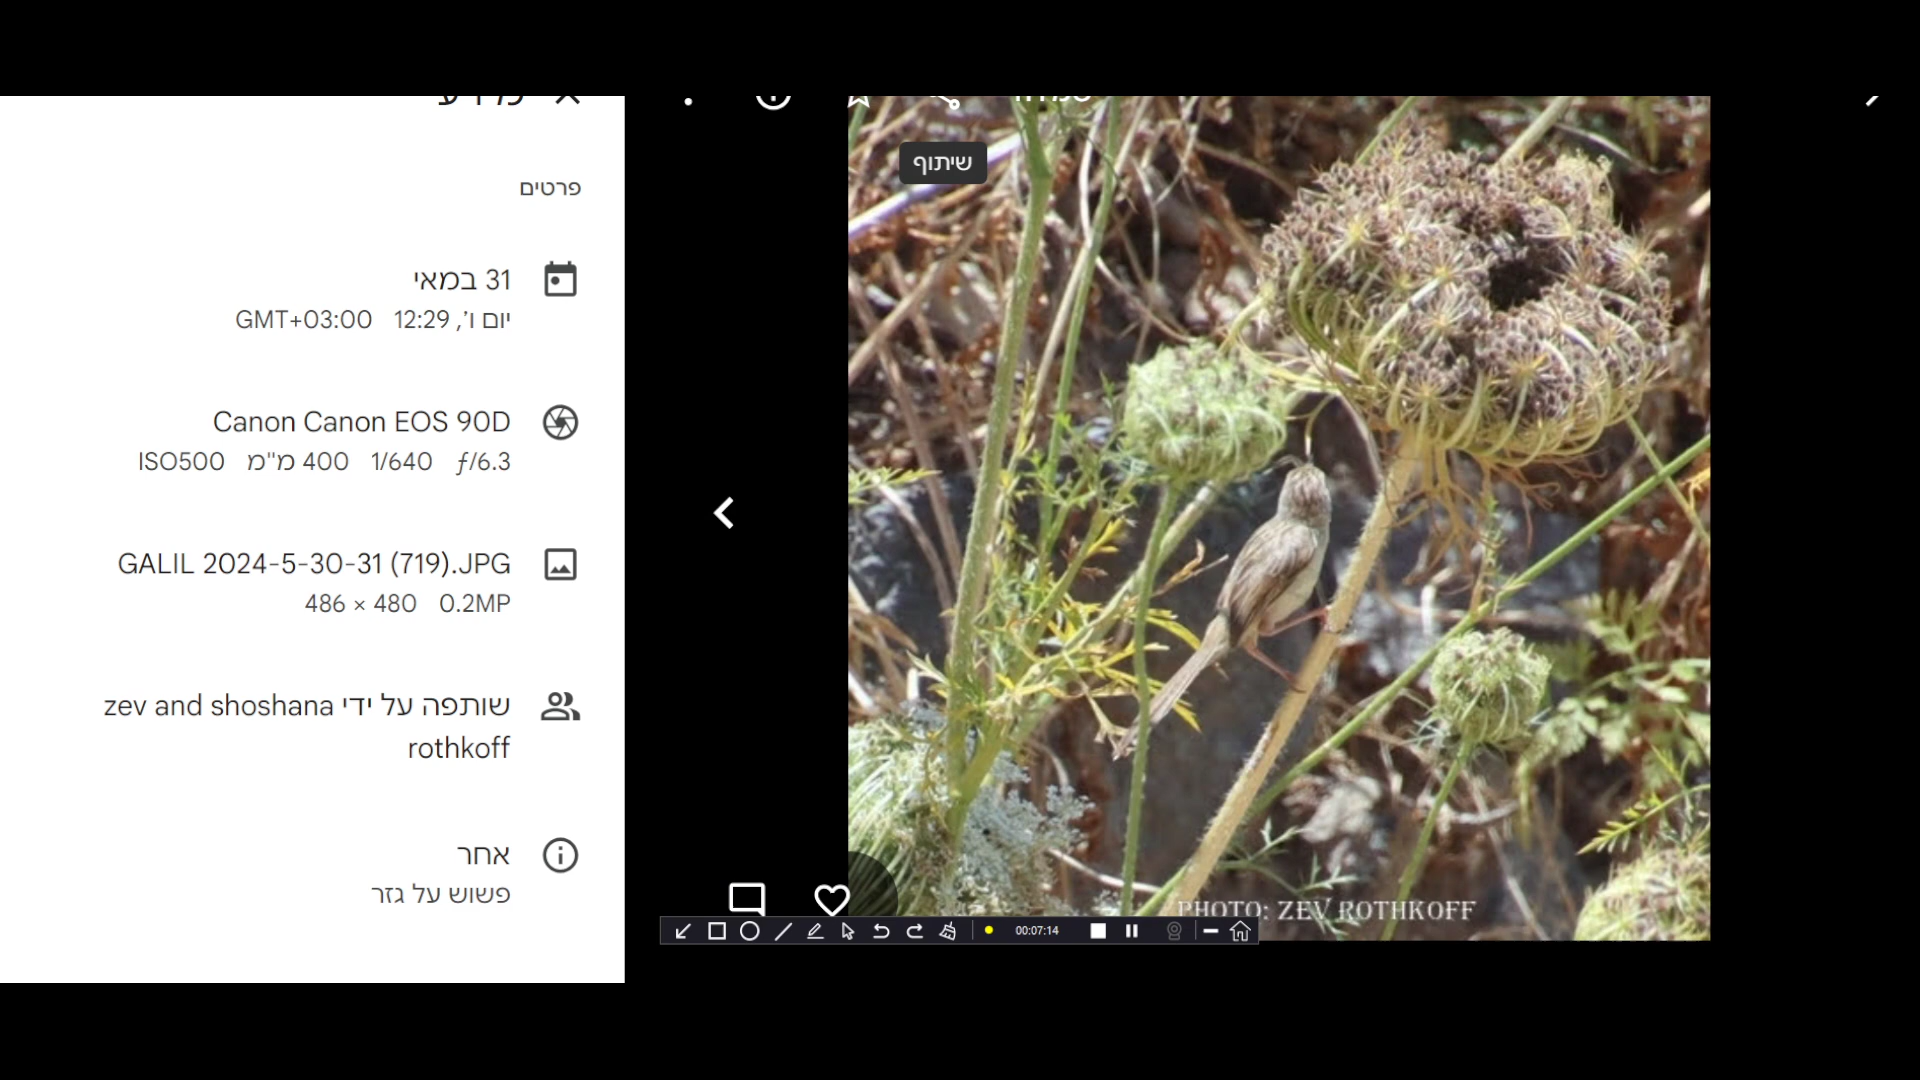 פרטים
31 במאי
יום ו׳, 12:29 GMT+03:00
Canon Canon EOS 90D
ƒ/6.3 1/640 400 מ"מ ISO500
GALIL 2024-5-30-31 (719).JPG
0.2MP 486 × 480
שותפה על ידי zev and shoshana
rothkoff
אחר
פשוש על גזר
שיתוף
PHOTO: ZEV ROTHKOFF
00:07:14